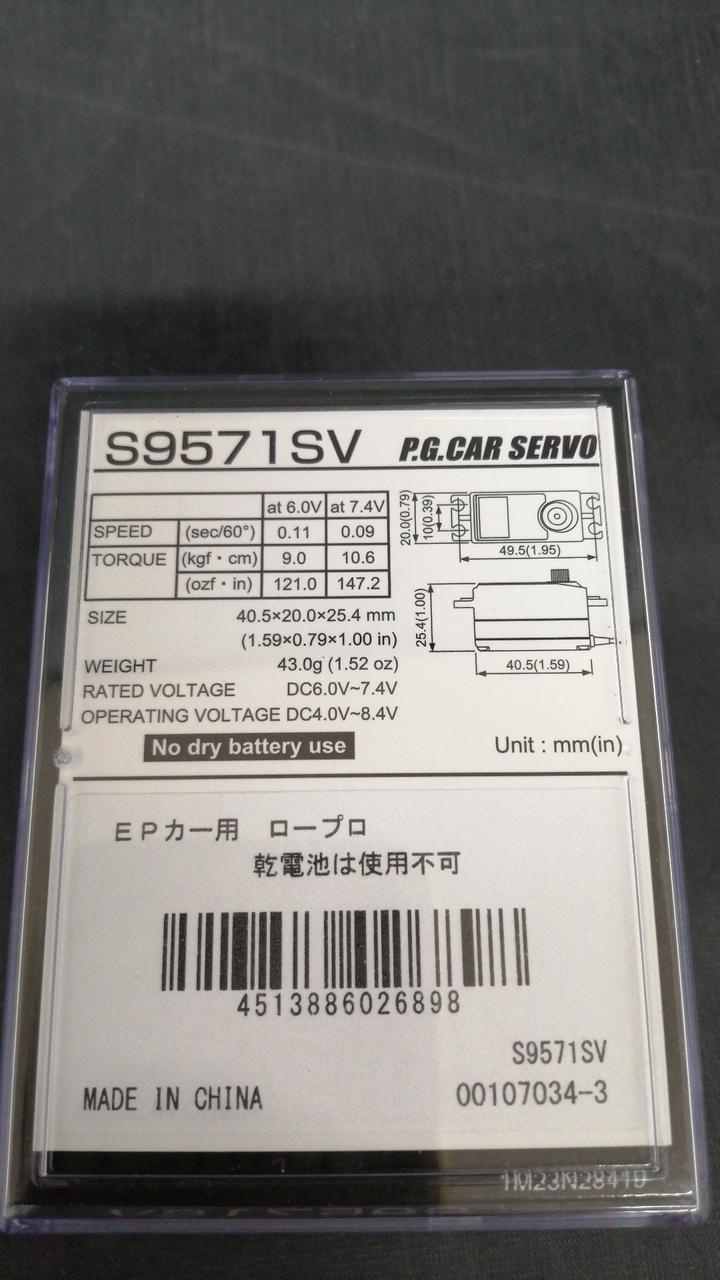 S9571SV P.G.CAR SERVO
at 6.0V at 7.4V
SPEED (sec/60°) 0.11 0.09
TORQUE (kgf・cm) 9.0 10.6
(ozf・in) 121.0 147.2
20.0(0.79)
10(0.39)
49.5(1.95)
25.4(1.00)
40.5(1.59)
SIZE 40.5×20.0×25.4 mm
(1.59×0.79×1.00 in)
WEIGHT 43.0g (1.52 oz)
RATED VOLTAGE DC6.0V~7.4V
OPERATING VOLTAGE DC4.0V~8.4V
No dry battery use Unit : mm(in)
EPカー用 ロープロ
乾電池は使用不可
4513886026898
S9571SV
MADE IN CHINA 00107034-3